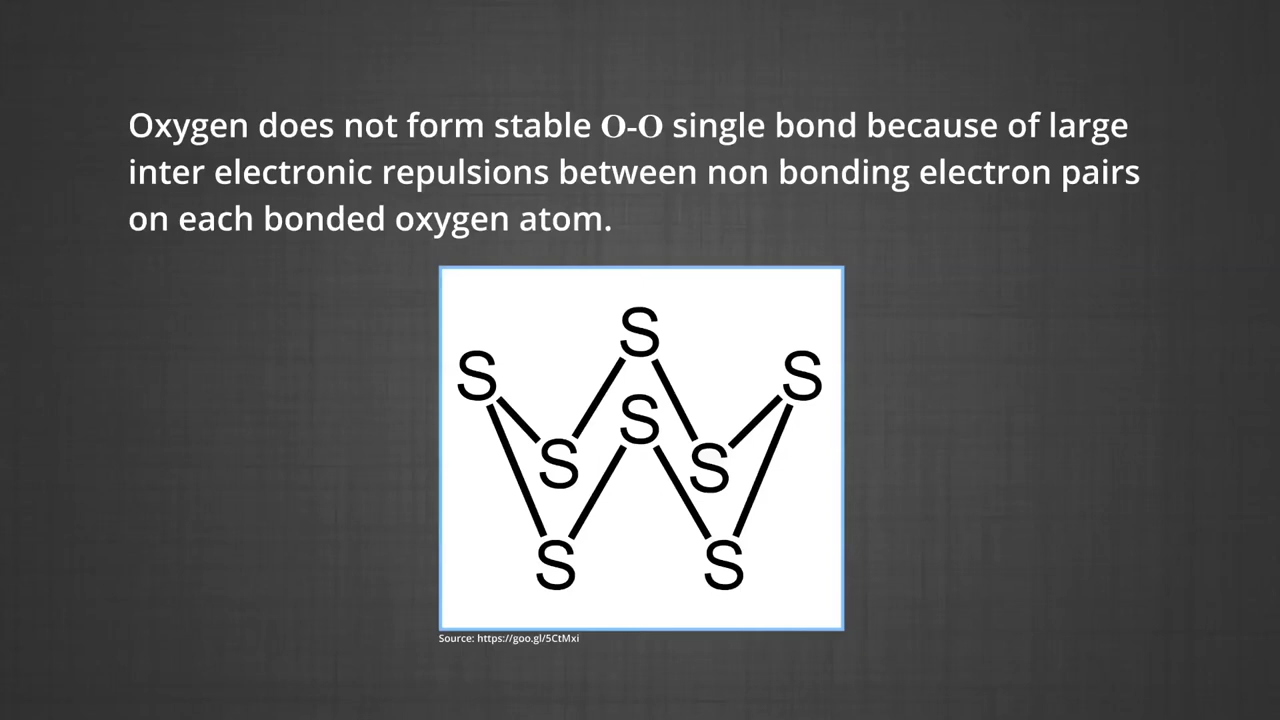 Oxygen does not form stable O-O single bond because of large
inter electronic repulsions between non bonding electron pairs
on each bonded oxygen atom.
S
S S
S
S S
S S
Source: https://goo.gl/5CtMxi